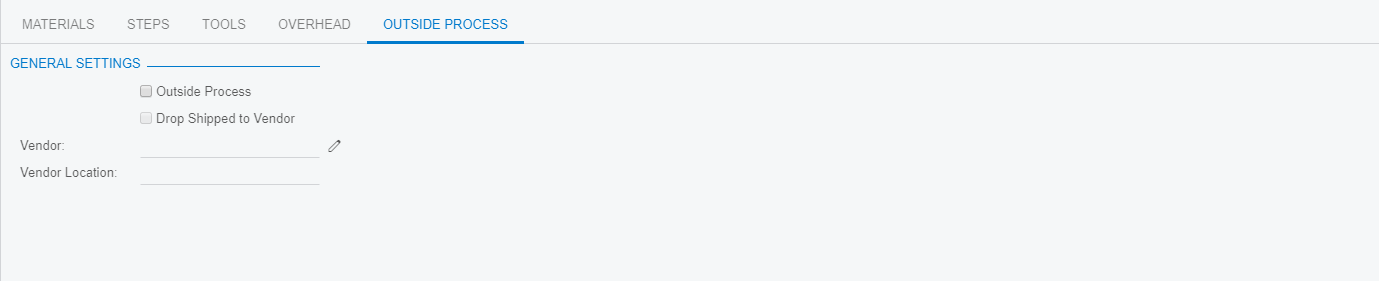 MATERIALS STEPS TOOLS OVERHEAD OUTSIDE PROCESS
GENERAL SETTINGS
Outside Process
Drop Shipped to Vendor
Vendor:
Vendor Location: